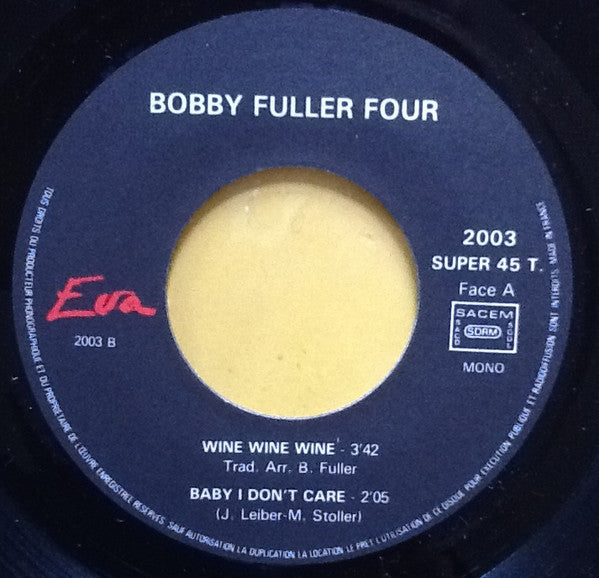 BOBBY FULLER FOUR
Eva
2003 B
2003
SUPER 45 T.
Face A
SACEM
SACD
SDRM
SGDL
MONO
WINE WINE WINE - 3'42
Trad. Arr. B. Fuller
BABY I DON'T CARE - 2'05
(J. Leiber-M. Stoller)
TOUS DROITS DU PRODUCTEUR PHONOGRAPHIQUE ET DU PROPRIETAIRE DE L'ŒUVRE ENREGISTREE RESERVES. SAUF AUTORISATION LA DUPLICATION LA LOCATION LE PRET L'UTILISATION DE CE DISQUE POUR EXECUTION PUBLIQUE ET RADIODIFFUSION SONT INTERDITS. MADE IN FRANCE.